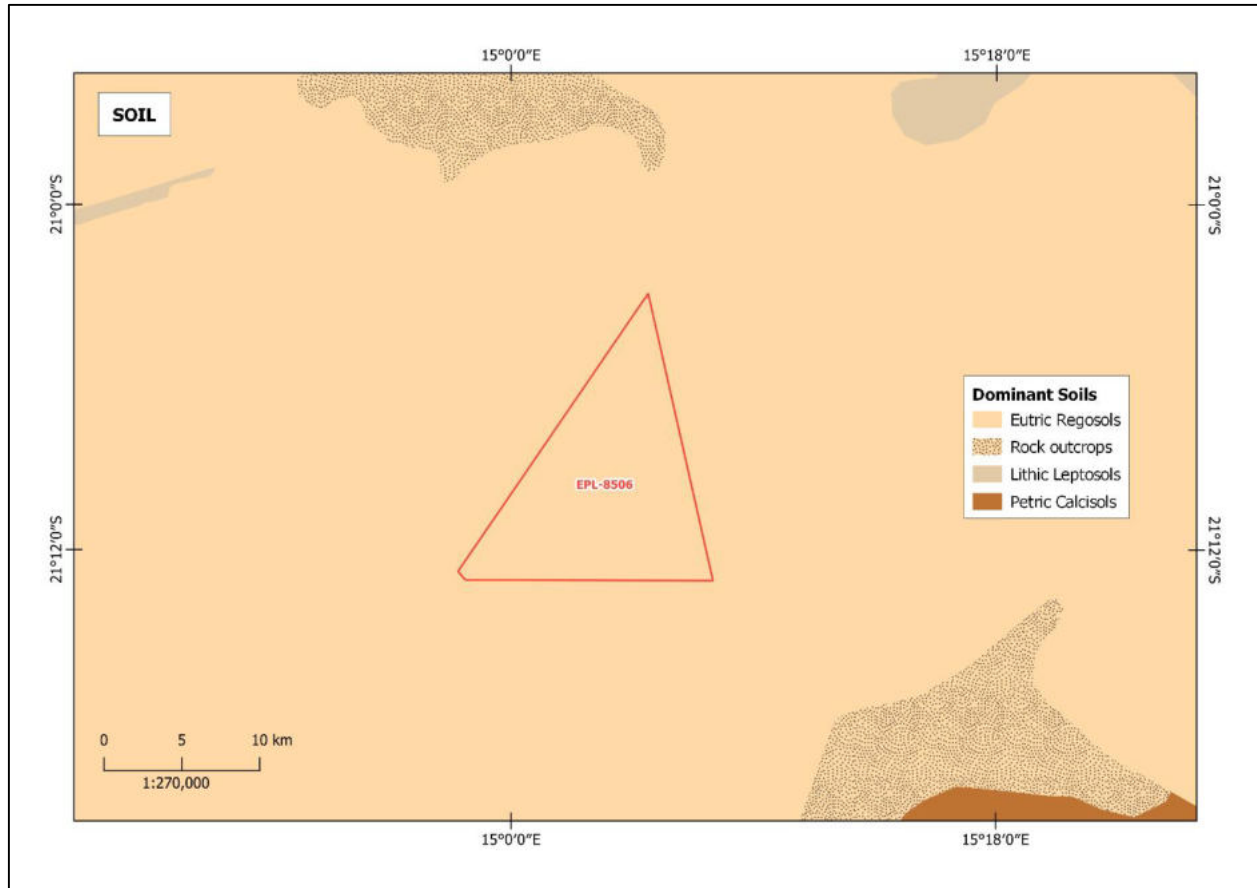 15°0'0"E
15°18'0"E
SOIL
21°0'0"S
21°0'0"S
Dominant Soils
Eutric Regosols
Rock outcrops
Lithic Leptosols
Petric Calcisols
EPL-8506
21°12'0"S
21°12'0"S
0 5 10 km
1:270,000
15°0'0"E
15°18'0"E